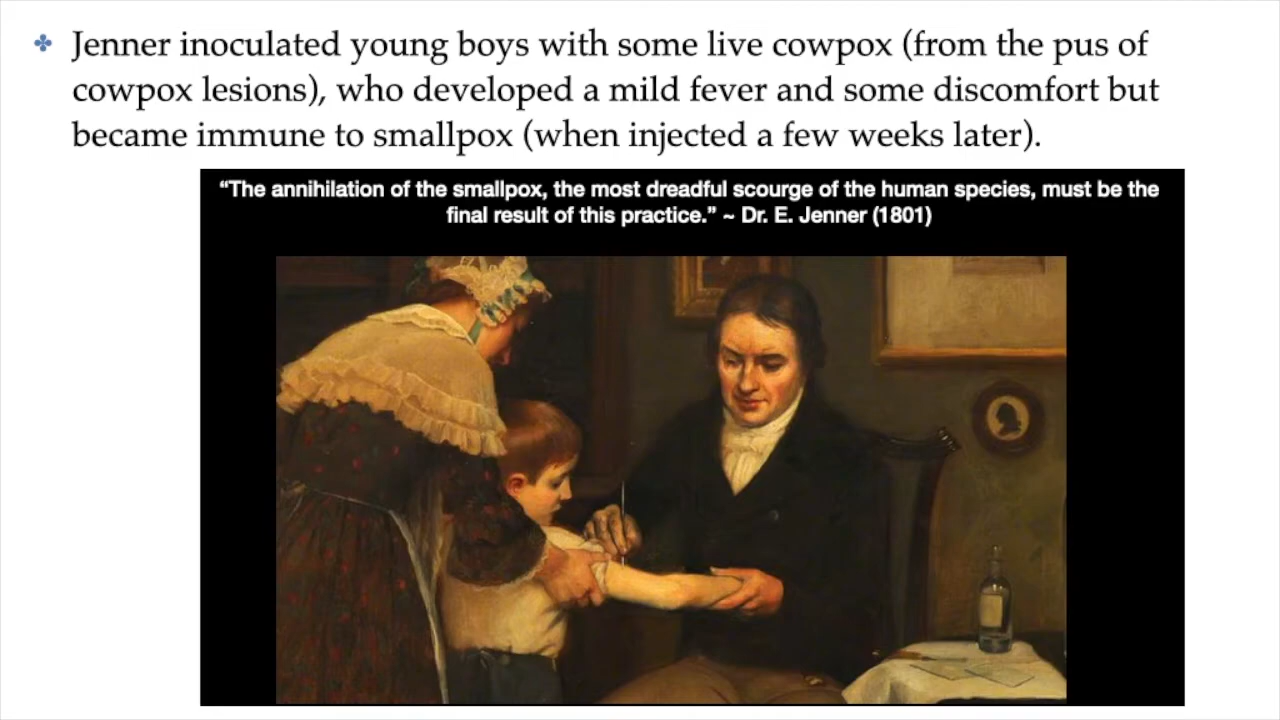 Jenner inoculated young boys with some live cowpox (from the pus of
cowpox lesions), who developed a mild fever and some discomfort but
became immune to smallpox (when injected a few weeks later).
“The annihilation of the smallpox, the most dreadful scourge of the human species, must be the
final result of this practice.” ~ Dr. E. Jenner (1801)